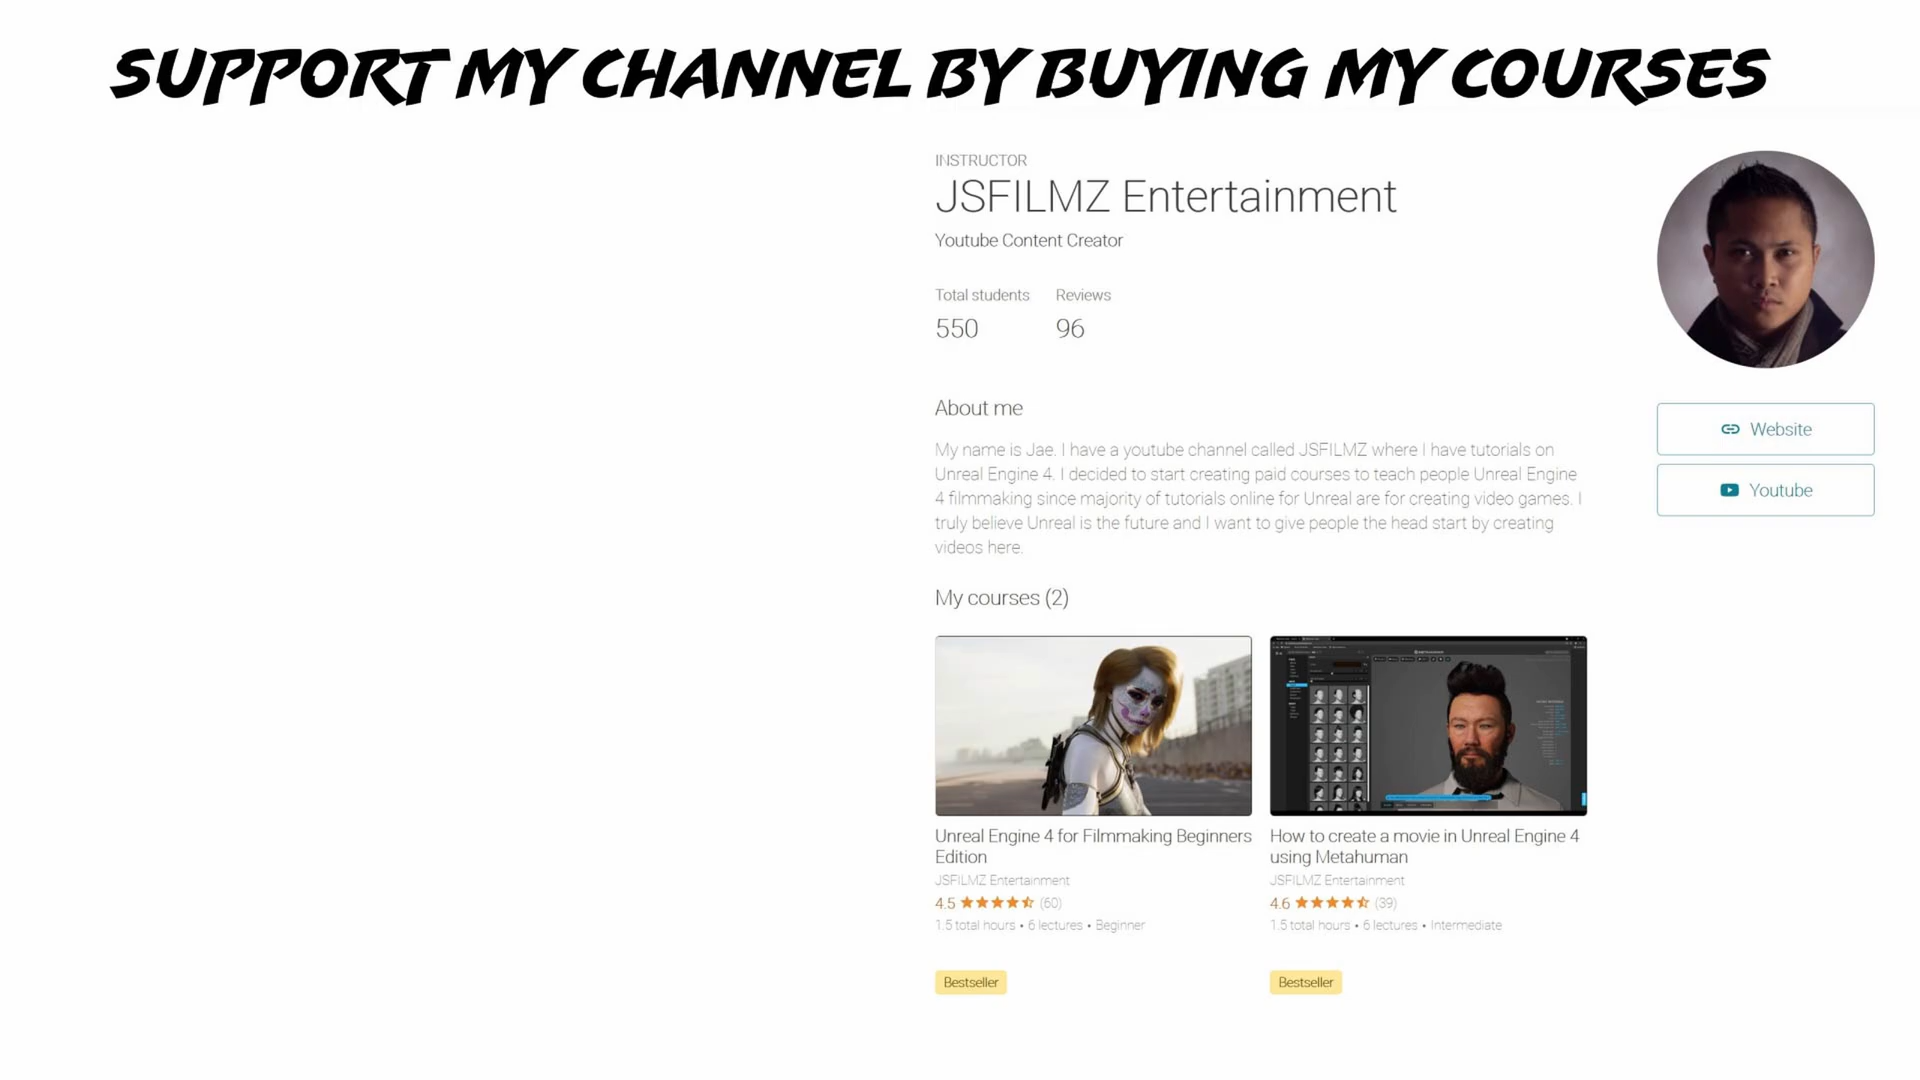 SUPPORT MY CHANNEL BY BUYING MY COURSES
INSTRUCTOR
JSFILMZ Entertainment
Youtube Content Creator
Total students Reviews
550 96
About me
My name is Jae. I have a youtube channel called JSFILMZ where I have tutorials on
Unreal Engine 4. I decided to start creating paid courses to teach people Unreal Engine
4 filmmaking since majority of tutorials online for Unreal are for creating video games. I
truly believe Unreal is the future and I want to give people the head start by creating
videos here.
Website
Youtube
My courses (2)
Unreal Engine 4 for Filmmaking Beginners
Edition
JSFILMZ Entertainment
4.5 (60)
1.5 total hours • 6 lectures • Beginner
Bestseller
How to create a movie in Unreal Engine 4
using Metahuman
JSFILMZ Entertainment
4.6 (39)
1.5 total hours • 6 lectures • Intermediate
Bestseller